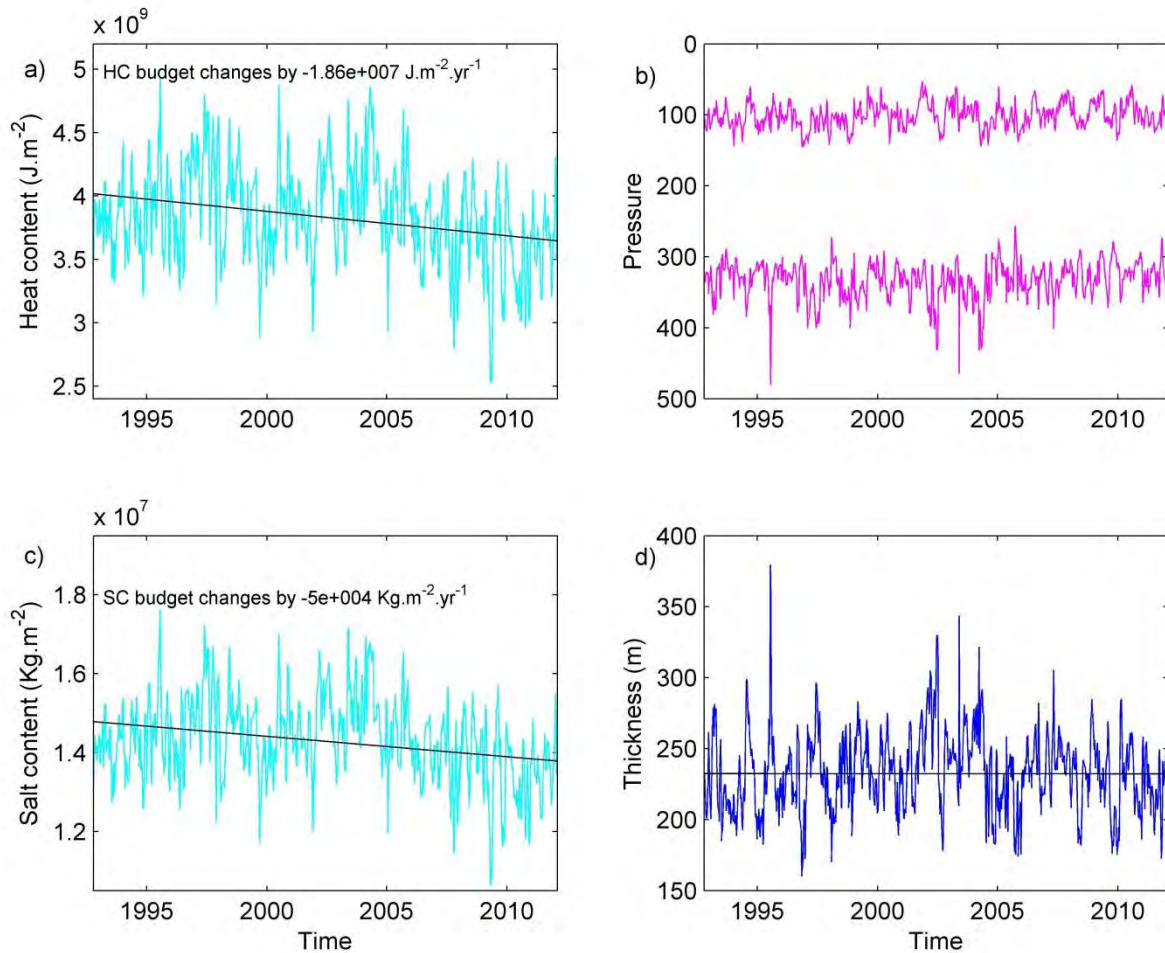 x 10⁹
a)
HC budget changes by -1.86e+007 J.m⁻².yr⁻¹
Heat content (J.m⁻²)
5
4.5
4
3.5
3
2.5
1995
2000
2005
2010
b)
Pressure
0
100
200
300
400
500
1995
2000
2005
2010
x 10⁷
c)
SC budget changes by -5e+004 Kg.m⁻².yr⁻¹
Salt content (Kg.m⁻²)
1.8
1.6
1.4
1.2
1995
2000
2005
2010
Time
d)
Thickness (m)
400
350
300
250
200
150
1995
2000
2005
2010
Time